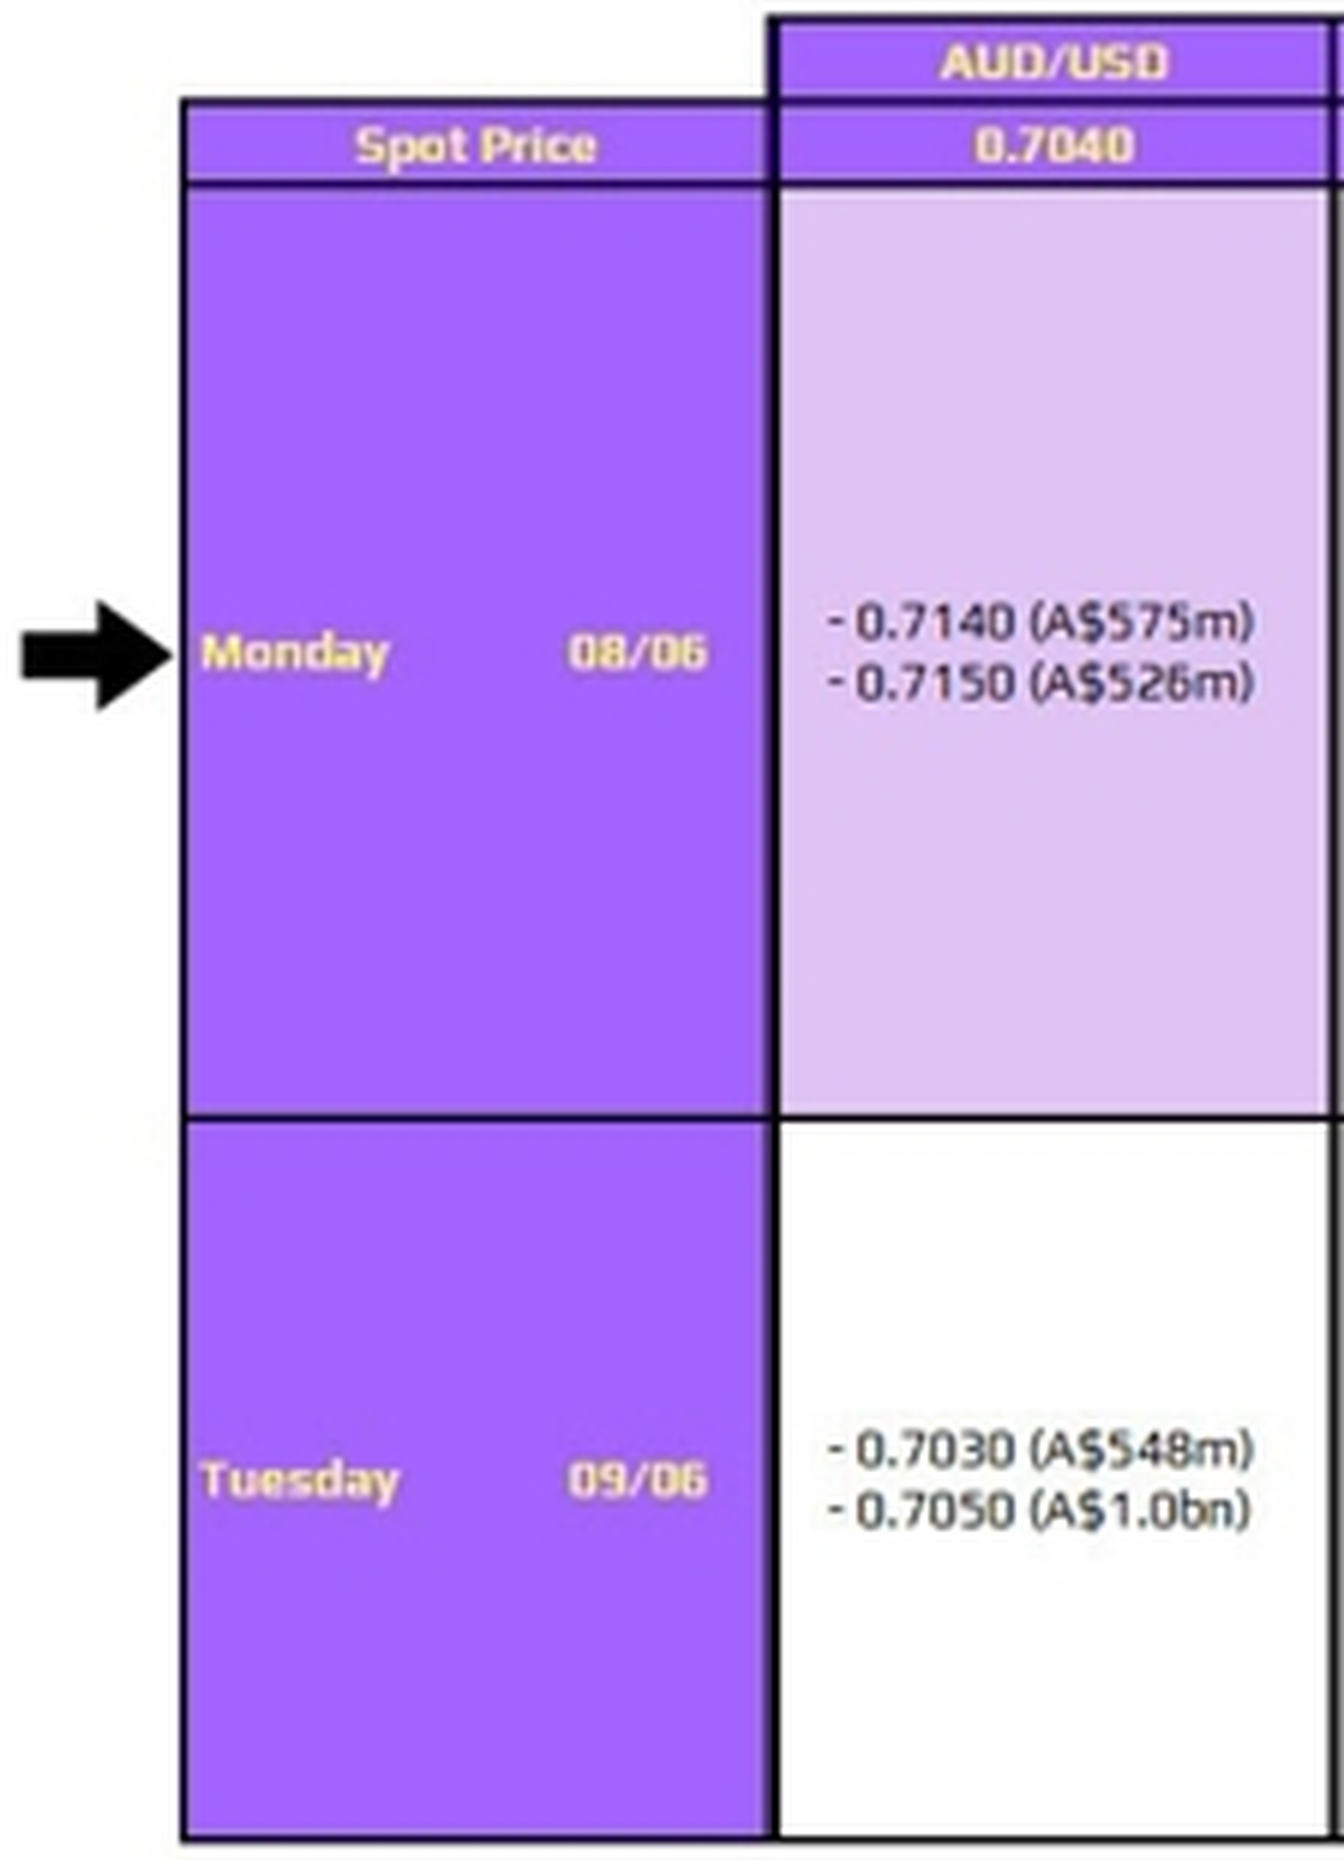 AUD/USD
Spot Price 0.7040
Monday 08/06
- 0.7140 (A$575m)
- 0.7150 (A$526m)
Tuesday 09/06
- 0.7030 (A$548m)
- 0.7050 (A$1.0bn)